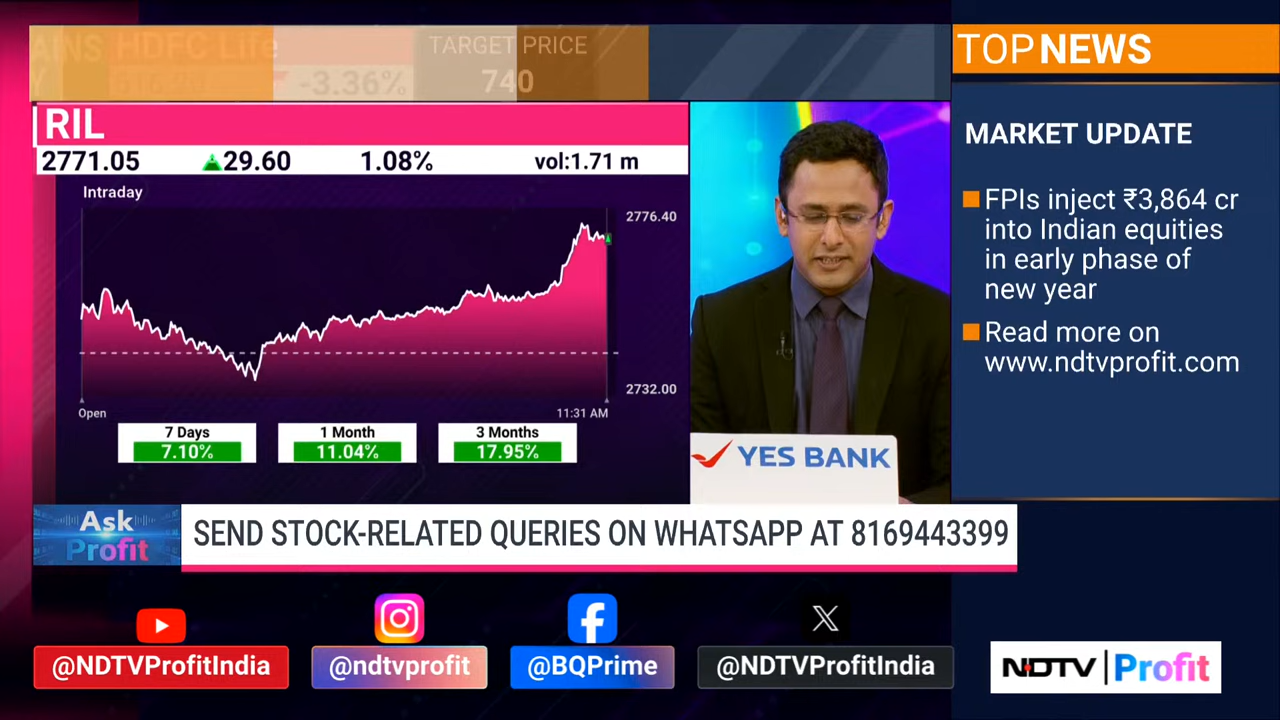 HDFC Life
-3.36%
TARGET PRICE
740
TOP NEWS
RIL
2771.05 29.60 1.08% vol:1.71 m
Intraday
2776.40
2732.00
Open
11:31 AM
7 Days
7.10%
1 Month
11.04%
3 Months
17.95%
YES BANK
MARKET UPDATE
FPIs inject ₹3,864 cr
into Indian equities
in early phase of
new year
Read more on
www.ndtvprofit.com
Ask
Profit
SEND STOCK-RELATED QUERIES ON WHATSAPP AT 8169443399
@NDTVProfitIndia
@ndtvprofit
@BQPrime
@NDTVProfitIndia
NDTV Profit